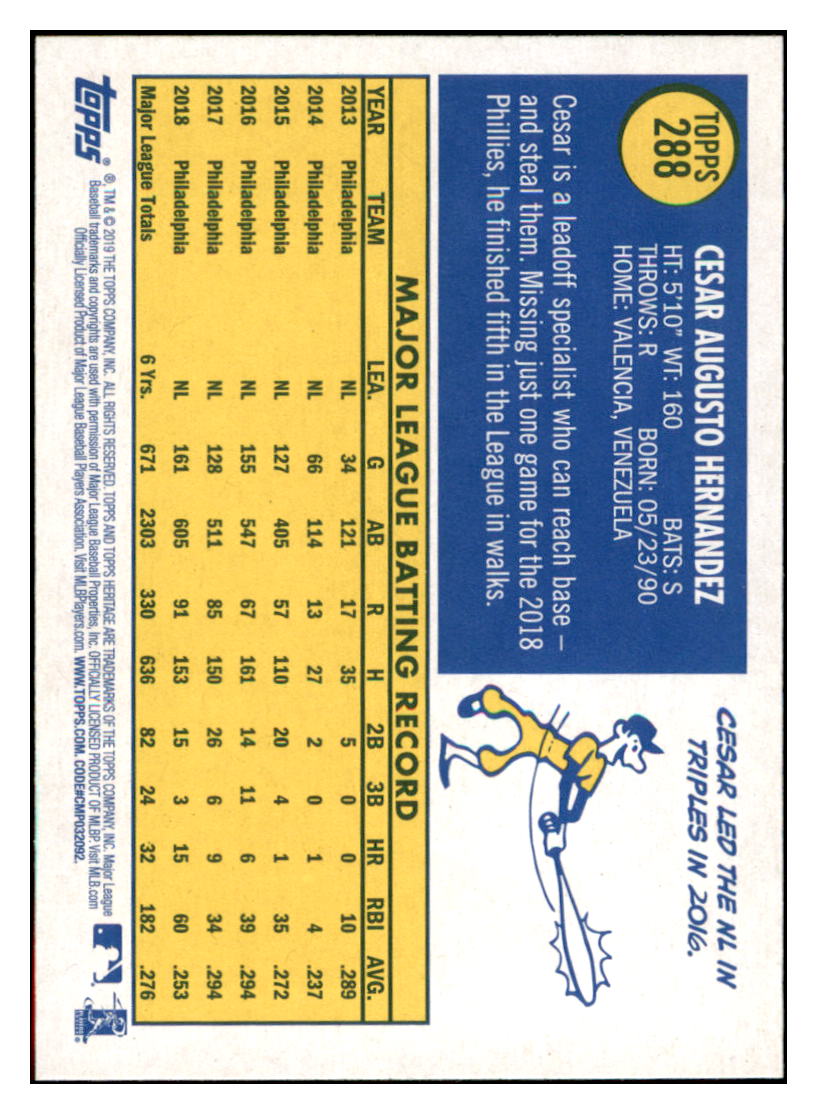 TOPPS
288
CESAR AUGUSTO HERNANDEZ
HT: 5'10" WT: 160 BATS: S
THROWS: R BORN: 05/23/90
HOME: VALENCIA, VENEZUELA
Cesar is a leadoff specialist who can reach base –
and steal them. Missing just one game for the 2018
Phillies, he finished fifth in the League in walks.
CESAR LED THE NL IN
TRIPLES IN 2016.
MAJOR LEAGUE BATTING RECORD
YEAR TEAM LEA. G AB R H 2B 3B HR RBI AVG.
2013 Philadelphia NL 34 121 17 35 5 0 0 10 .289
2014 Philadelphia NL 66 114 13 27 2 0 1 4 .237
2015 Philadelphia NL 127 405 57 110 20 4 1 35 .272
2016 Philadelphia NL 155 547 67 161 14 11 6 39 .294
2017 Philadelphia NL 128 511 85 150 26 6 9 34 .294
2018 Philadelphia NL 161 605 91 153 15 3 15 60 .253
Major League Totals 6 Yrs. 671 2303 330 636 82 24 32 182 .276
topps®
®, TM & © 2019 THE TOPPS COMPANY, INC. ALL RIGHTS RESERVED. TOPPS AND TOPPS HERITAGE ARE TRADEMARKS OF THE TOPPS COMPANY, INC. Major League
Baseball trademarks and copyrights are used with permission of Major League Baseball Properties, Inc. OFFICIALLY LICENSED PRODUCT OF MLBP. Visit MLB.com
Officially Licensed Product of Major League Baseball Players Association. Visit MLBPlayers.com. WWW.TOPPS.COM. CODE#CMP032092.